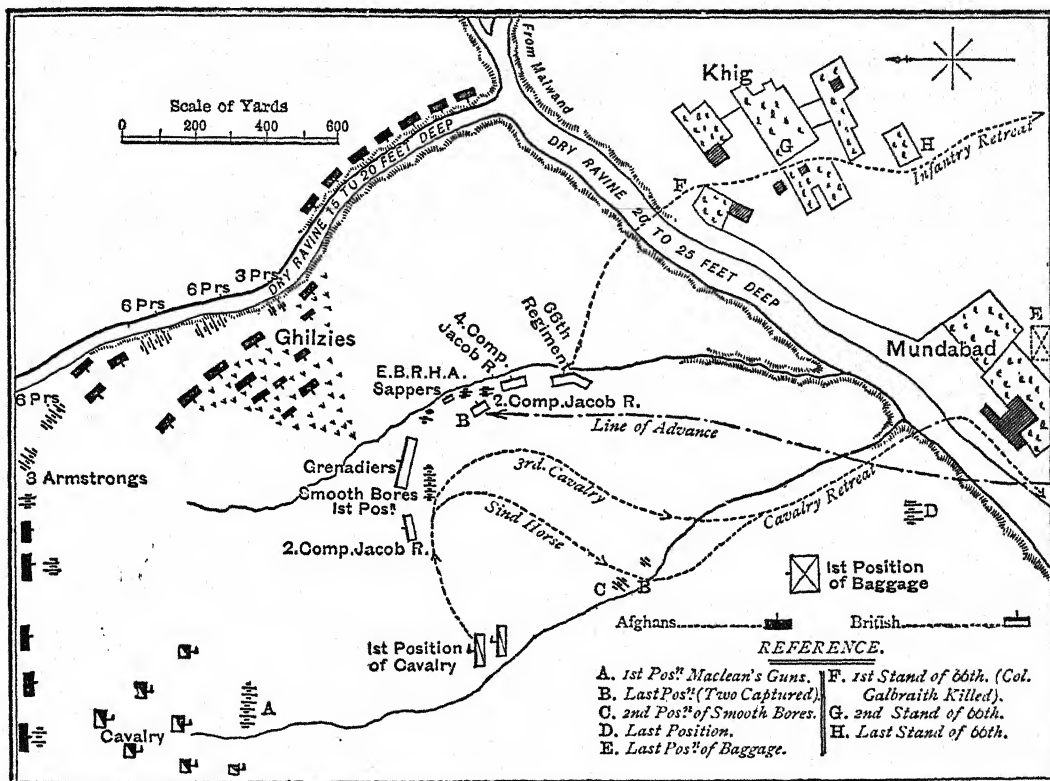 Scale of Yards
0 200 400 600
From Maiwand
Khig
G
H
F
Infantry Retreat
DRY RAVINE 15 TO 20 FEET DEEP
DRY RAVINE 20 TO 25 FEET DEEP
3 Prs
6 Prs
6 Prs
6 Prs
Ghilzies
3 Armstrongs
66th
Regiment
4. Comp.
Jacob R.
E.B.R.H.A.
Sappers
B
2. Comp. Jacob R.
Line of Advance
Mundabad
E
Grenadiers
Smooth Bores
1st Posn
2. Comp. Jacob R.
3rd. Cavalry
Sind Horse
Cavalry Retreat
D
C
B
1st Position
of Baggage
1st Position
of Cavalry
A
Cavalry
Afghans
British
REFERENCE.
A. 1st Posn Maclean's Guns.
B. Last Posn (Two Captured).
C. 2nd Posn of Smooth Bores.
D. Last Position.
E. Last Posn of Baggage.
F. 1st Stand of 66th. (Col.
Galbraith Killed).
G. 2nd Stand of 66th.
H. Last Stand of 66th.